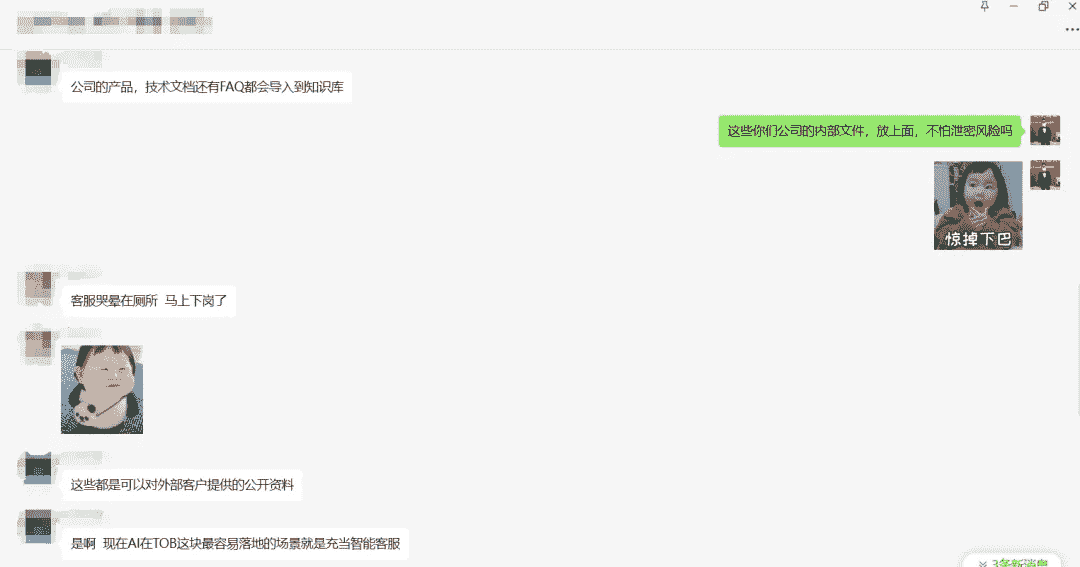 公司的产品，技术文档还有FAQ都会导入到知识库
这些你们公司的内部文件，放上面，不怕泄密风险吗
惊掉下巴
客服哭晕在厕所 马上下岗了
这些都是可以对外部客户提供的公开资料
是啊 现在AI在TOB这块最容易落地的场景就是充当智能客服
3条新消息